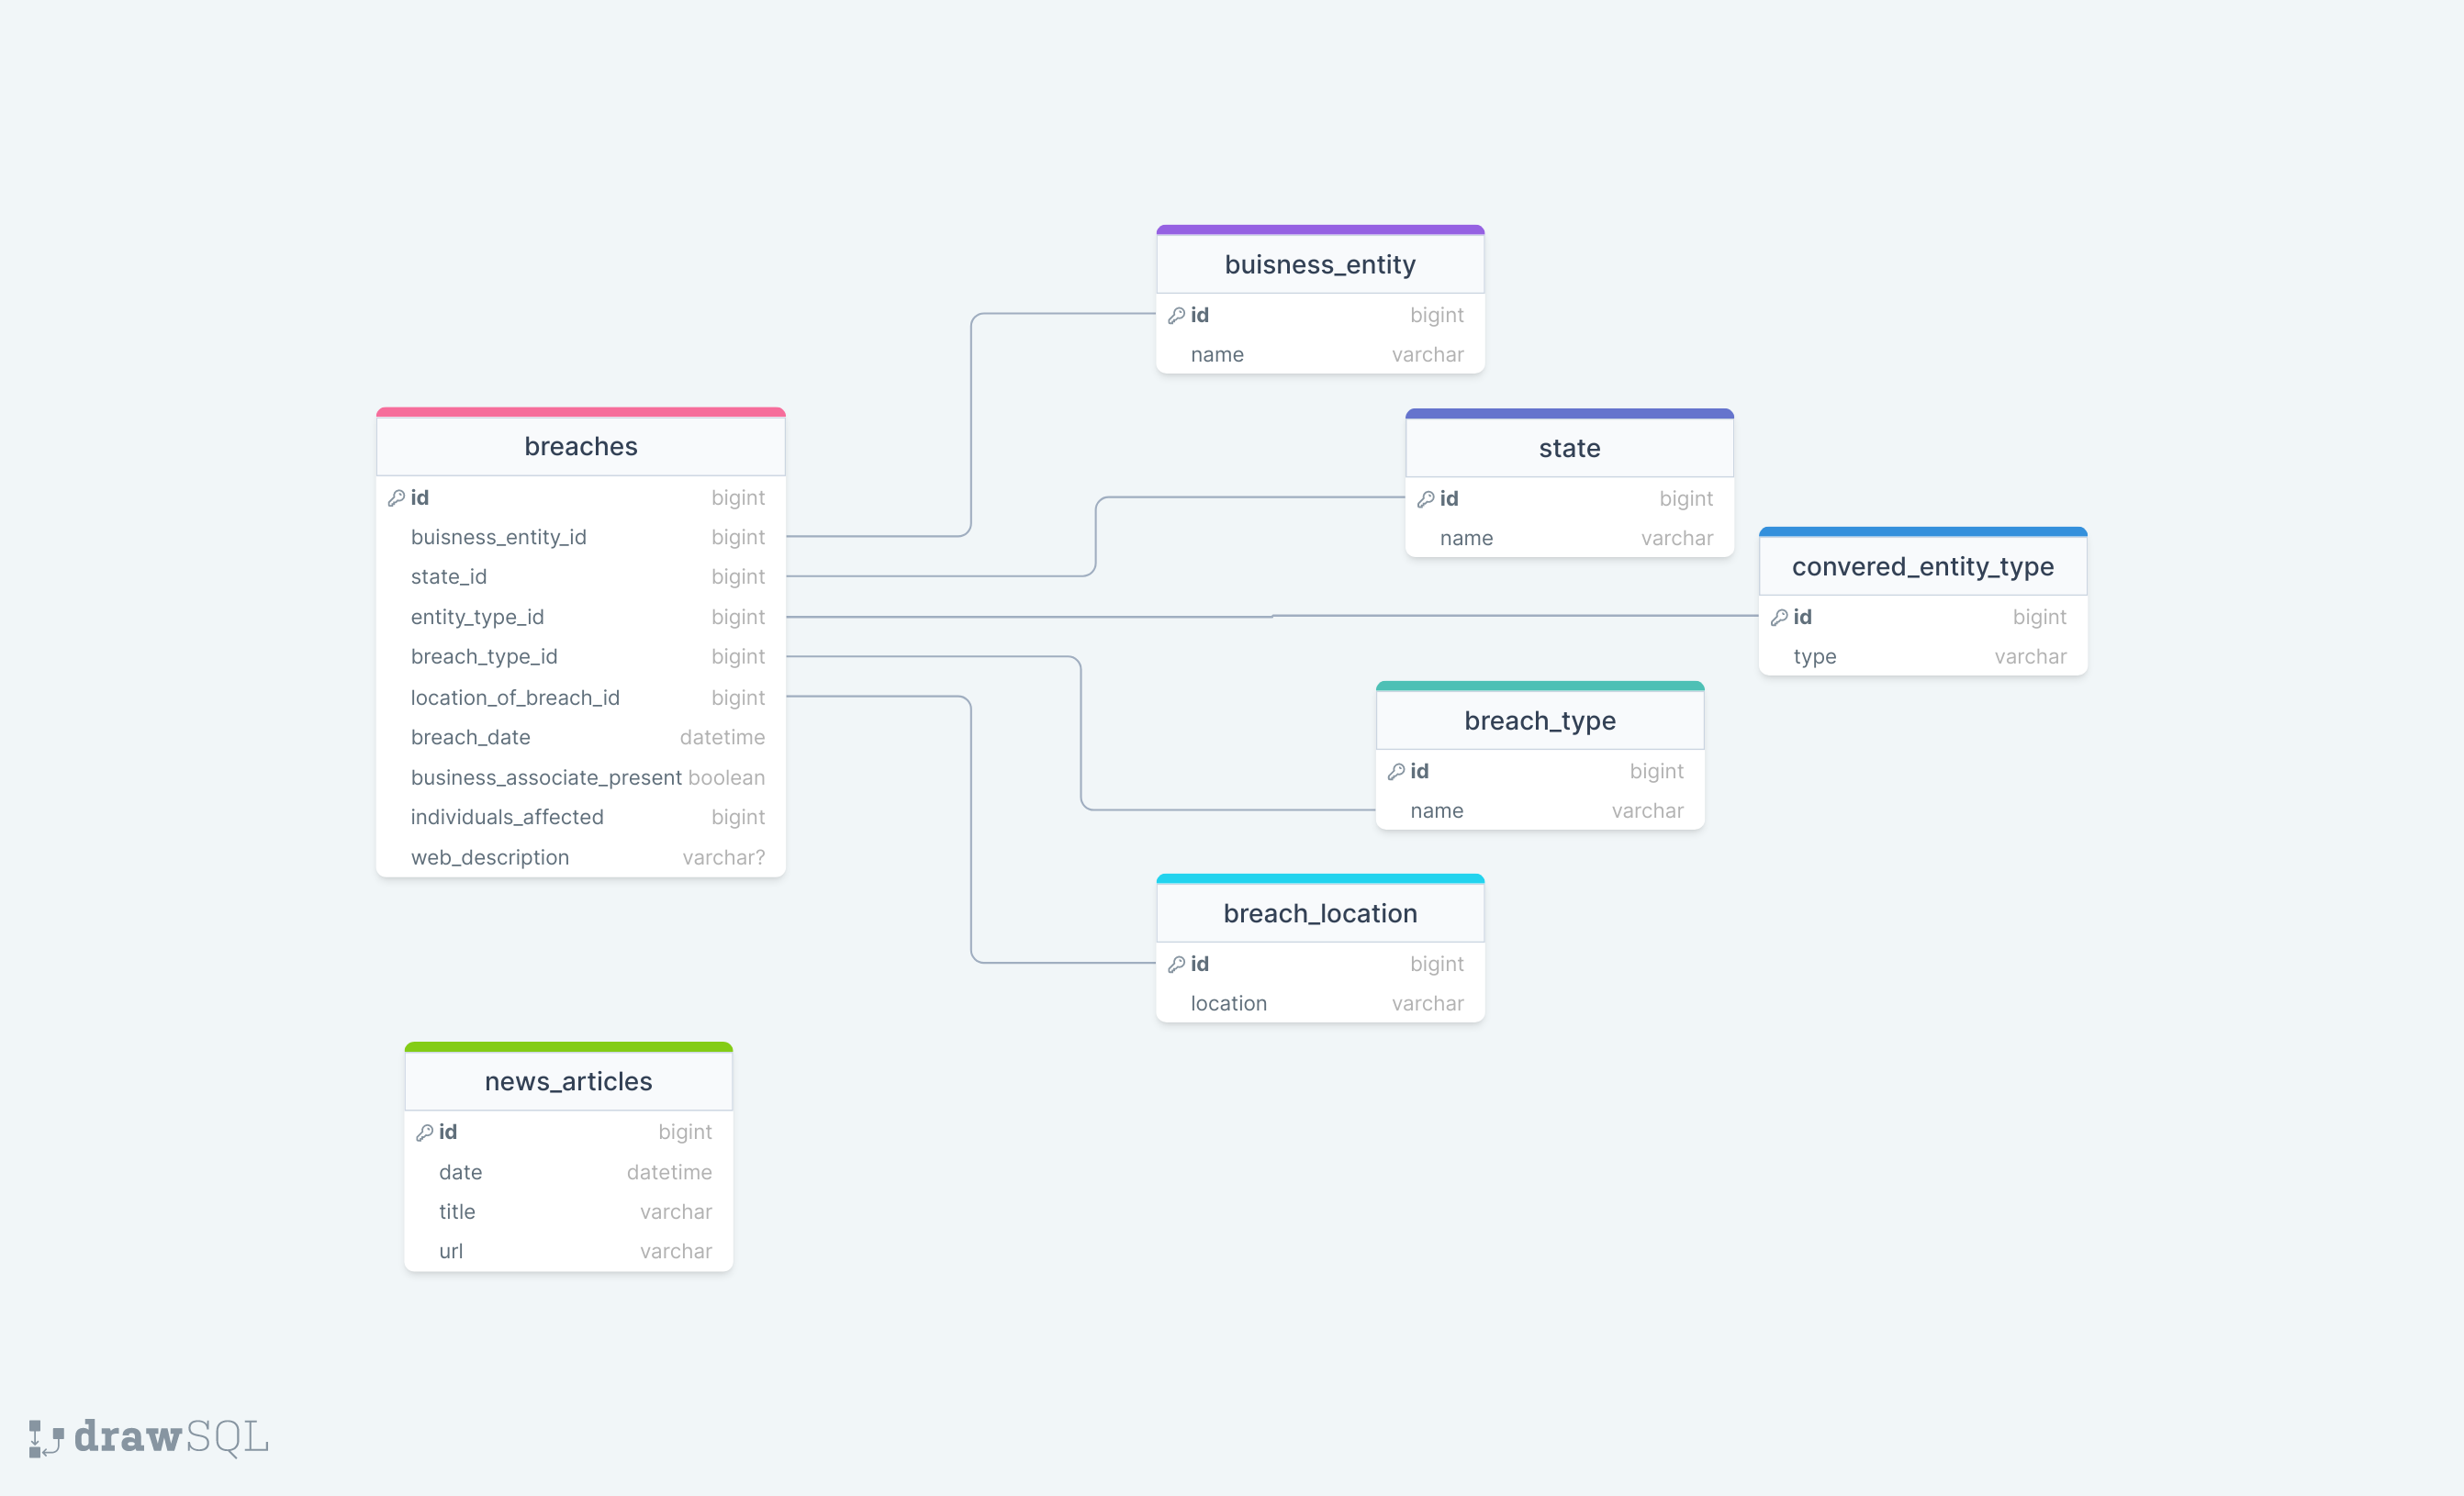 buisness_entity
id bigint
name varchar
breaches
id bigint
buisness_entity_id bigint
state_id bigint
entity_type_id bigint
breach_type_id bigint
location_of_breach_id bigint
breach_date datetime
business_associate_present boolean
individuals_affected bigint
web_description varchar?
state
id bigint
name varchar
convered_entity_type
id bigint
type varchar
breach_type
id bigint
name varchar
breach_location
id bigint
location varchar
news_articles
id bigint
date datetime
title varchar
url varchar
drawSQL